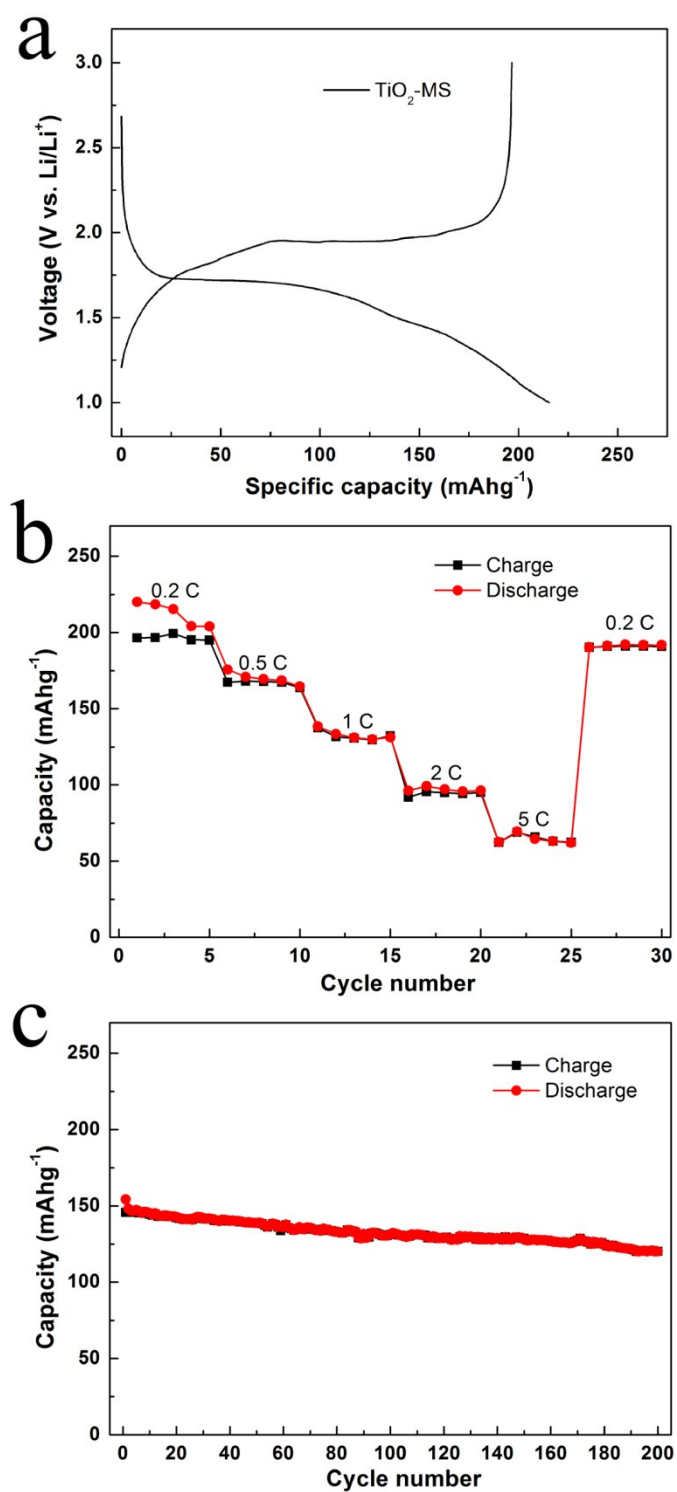 a
3.0
2.5
2.0
1.5
1.0
Voltage (V vs. Li/Li⁺)
TiO₂-MS
0 50 100 150 200 250
Specific capacity (mAhg⁻¹)
b
250
200
150
100
50
0
Capacity (mAhg⁻¹)
Charge
Discharge
0.2 C
0.5 C
1 C
2 C
5 C
0.2 C
0 5 10 15 20 25 30
Cycle number
c
250
200
150
100
50
0
Capacity (mAhg⁻¹)
Charge
Discharge
0 20 40 60 80 100 120 140 160 180 200
Cycle number